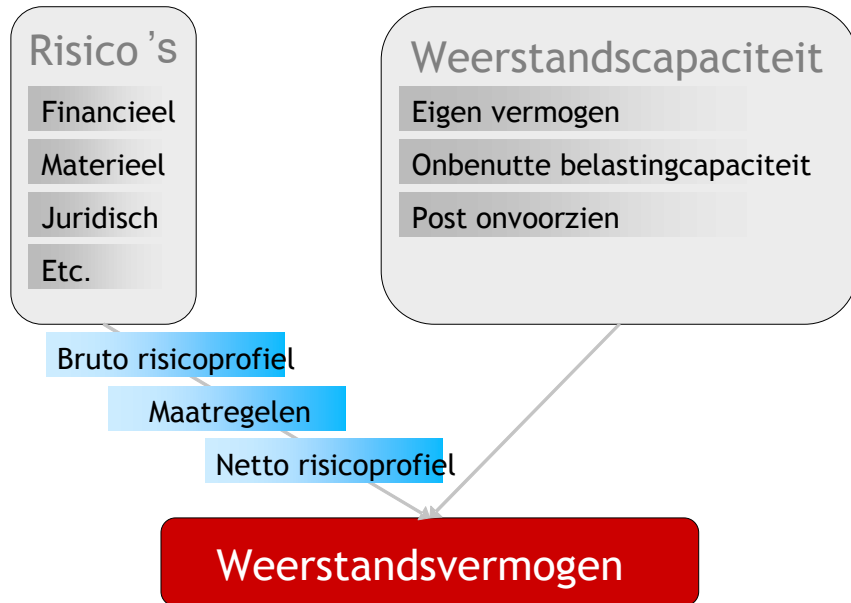 Risico's
Financieel
Materieel
Juridisch
Etc.
Weerstandscapaciteit
Eigen vermogen
Onbenutte belastingcapaciteit
Post onvoorzien
Bruto risicoprofiel
Maatregelen
Netto risicoprofiel
Weerstandsvermogen